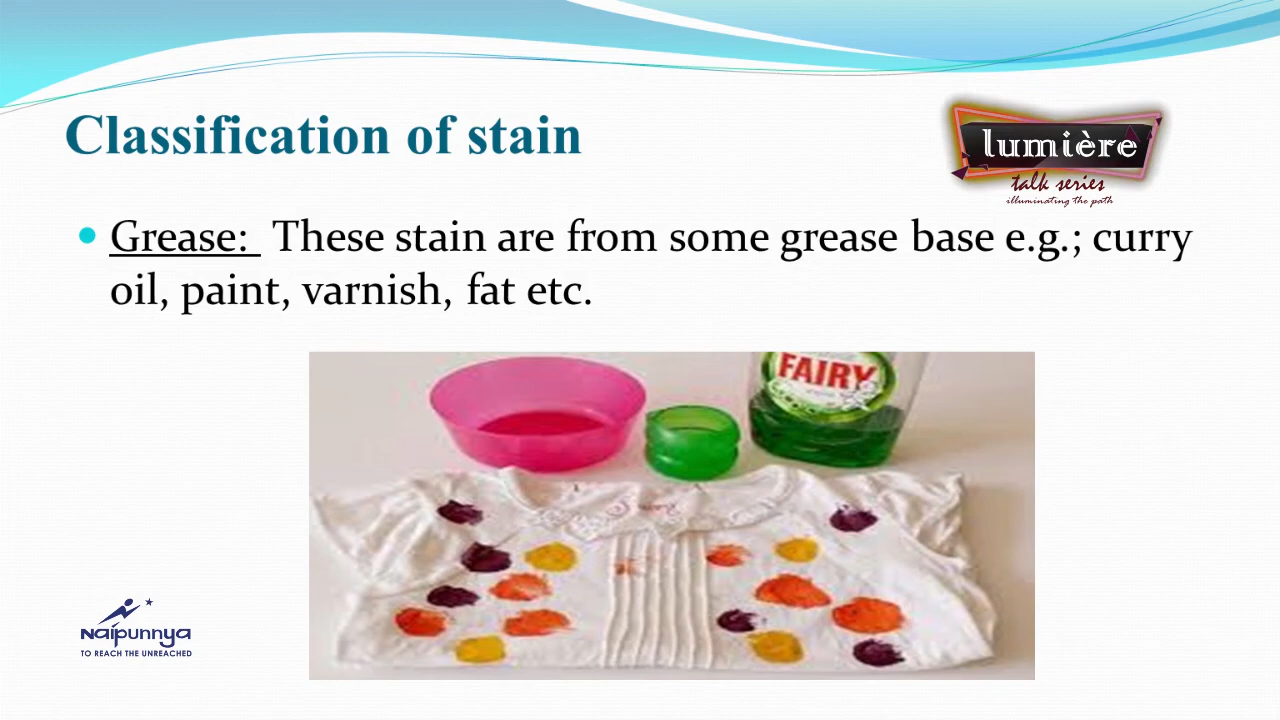 Classification of stain
lumière
talk series
illuminating the path
Grease:  These stain are from some grease base e.g.; curry
oil, paint, varnish, fat etc.
FAIRY
naipunnya
TO REACH THE UNREACHED